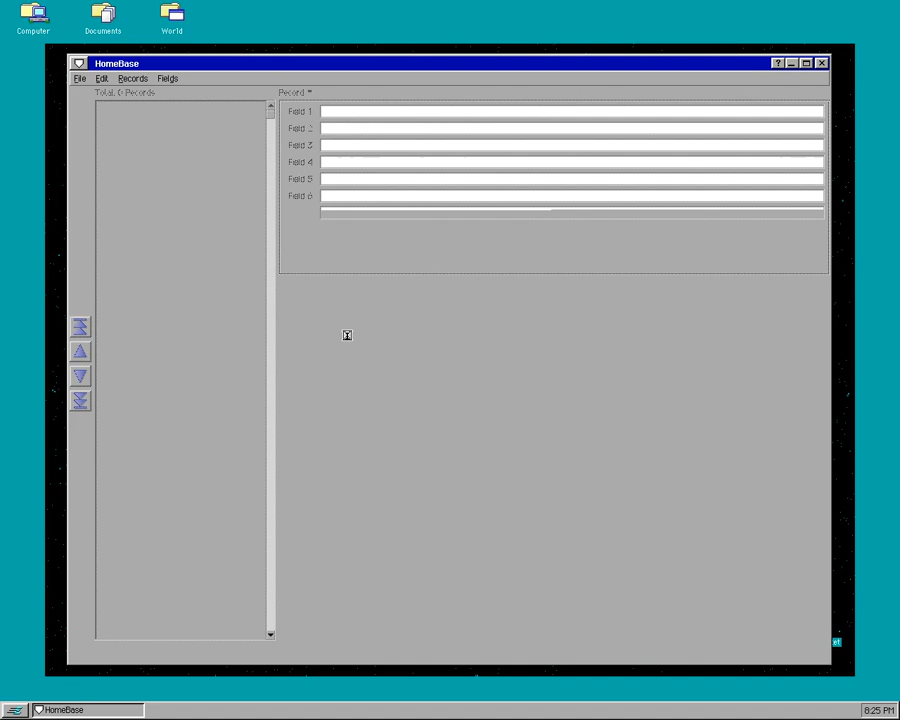 Computer
Documents
World
HomeBase
File Edit Records Fields
Total: 0 Records
Record
Field 1
Field 2
Field 3
Field 4
Field 5
Field 6
et
HomeBase
8:25 PM